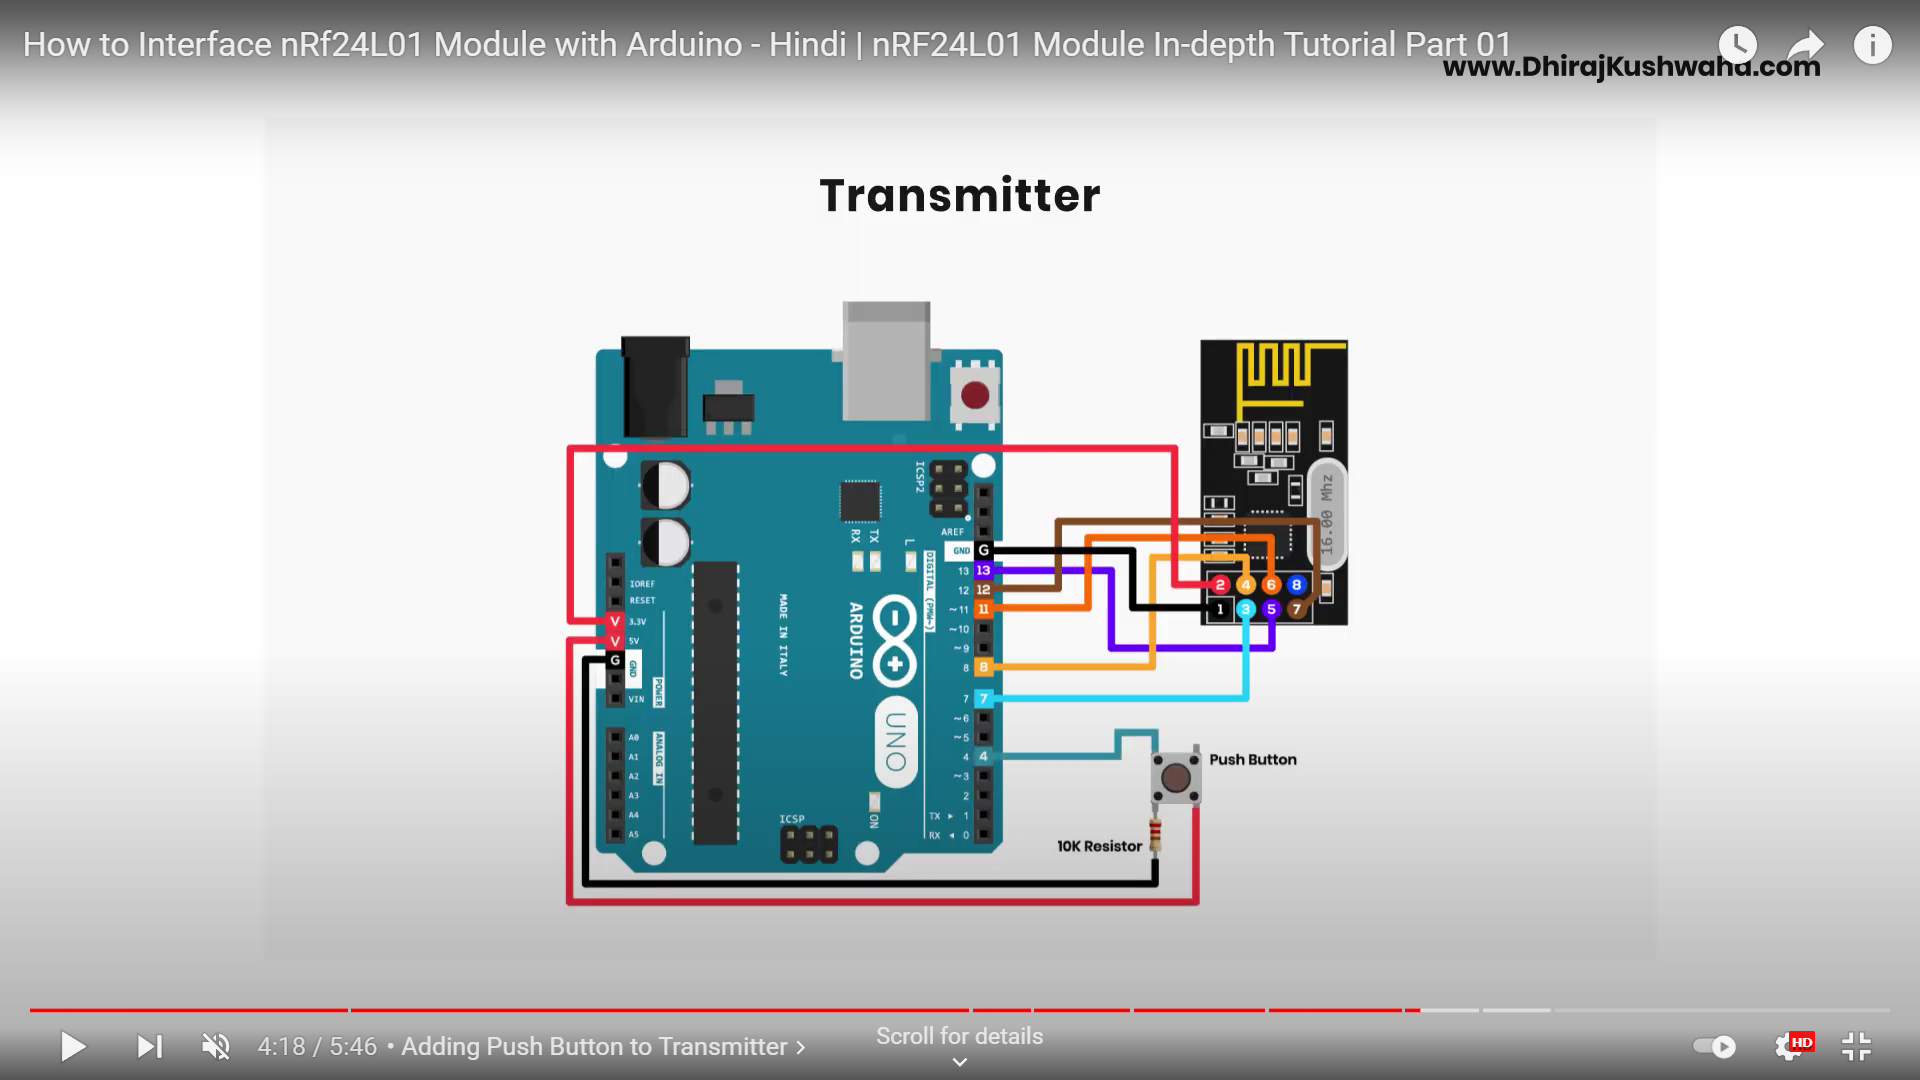 How to Interface nRf24L01 Module with Arduino - Hindi | nRF24L01 Module In-depth Tutorial Part 01
www.DhirajKushwaha.com
Transmitter
ICSP2
RX
TX
L
AREF
GND G
13 13
12 12
~11 11
~10
~9
8 8
7 7
~6
~5
4 4
~3
2
TX ▸ 1
RX ◂ 0
DIGITAL (PWM~)
IOREF
RESET
V 3.3V
V 5V
G GND
VIN
POWER
A0
A1
A2
A3
A4
A5
ANALOG IN
MADE IN ITALY
ARDUINO
UNO
ON
ICSP
16.00 Mhz
2 4 6 8
1 3 5 7
Push Button
10K Resistor
4:18 / 5:46 • Adding Push Button to Transmitter
Scroll for details
HD